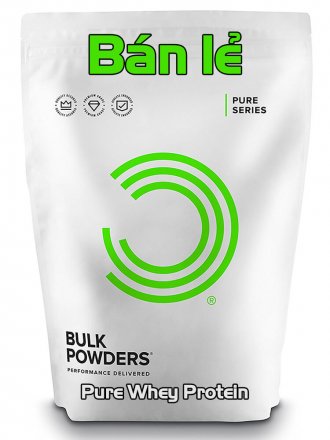 Bán lẻ
PURE
SERIES
®
BULK
POWDERS®
PERFORMANCE DELIVERED
Pure Whey Protein